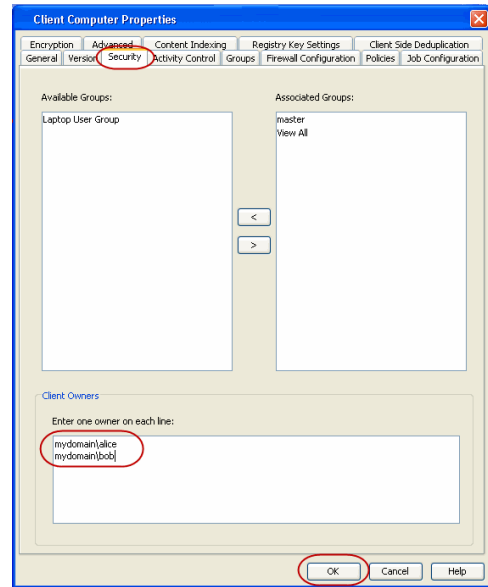 Client Computer Properties
Encryption Advanced Content Indexing Registry Key Settings Client Side Deduplication
General Version Security Activity Control Groups Firewall Configuration Policies Job Configuration
Available Groups: Associated Groups:
Laptop User Group master
View All
<
>
Client Owners
Enter one owner on each line:
mydomain\alice
mydomain\bob
OK Cancel Help